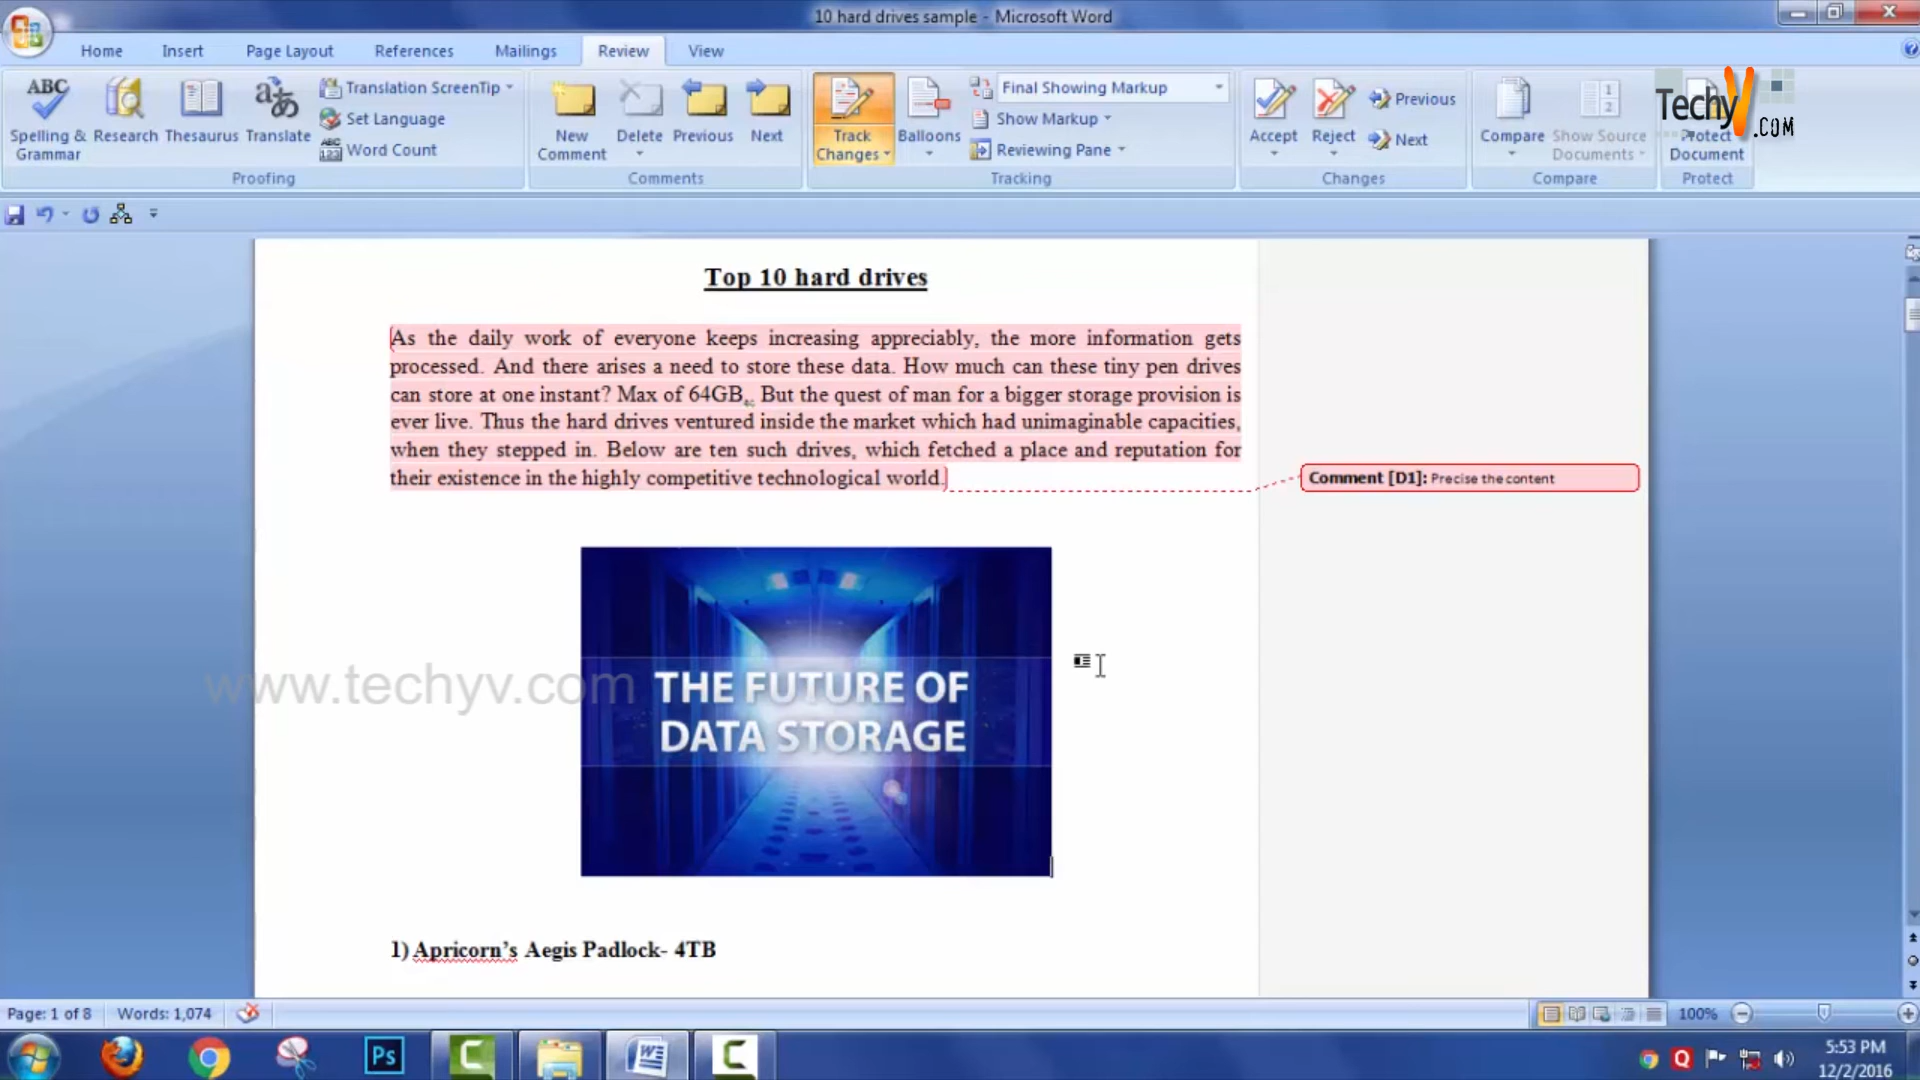 10 hard drives sample - Microsoft Word
Home Insert Page Layout References Mailings Review View
ABC Spelling & Grammar
Research
Thesaurus
Translate
Translation ScreenTip
Set Language
ABC 123 Word Count
Proofing
New Comment
Delete
Previous
Next
Comments
Track Changes
Balloons
Final Showing Markup
Show Markup
Reviewing Pane
Tracking
Accept
Reject
Previous
Next
Changes
Compare
Show Source Documents
Compare
Protect Document
Protect
TechyV.COM
Top 10 hard drives
As the daily work of everyone keeps increasing appreciably, the more information gets
processed. And there arises a need to store these data. How much can these tiny pen drives
can store at one instant? Max of 64GB. But the quest of man for a bigger storage provision is
ever live. Thus the hard drives ventured inside the market which had unimaginable capacities,
when they stepped in. Below are ten such drives, which fetched a place and reputation for
their existence in the highly competitive technological world.
Comment [D1]: Precise the content
www.techyv.com
THE FUTURE OF
DATA STORAGE
1) Apricorn's Aegis Padlock- 4TB
Page: 1 of 8 Words: 1,074
100%
Ps
5:53 PM
12/2/2016